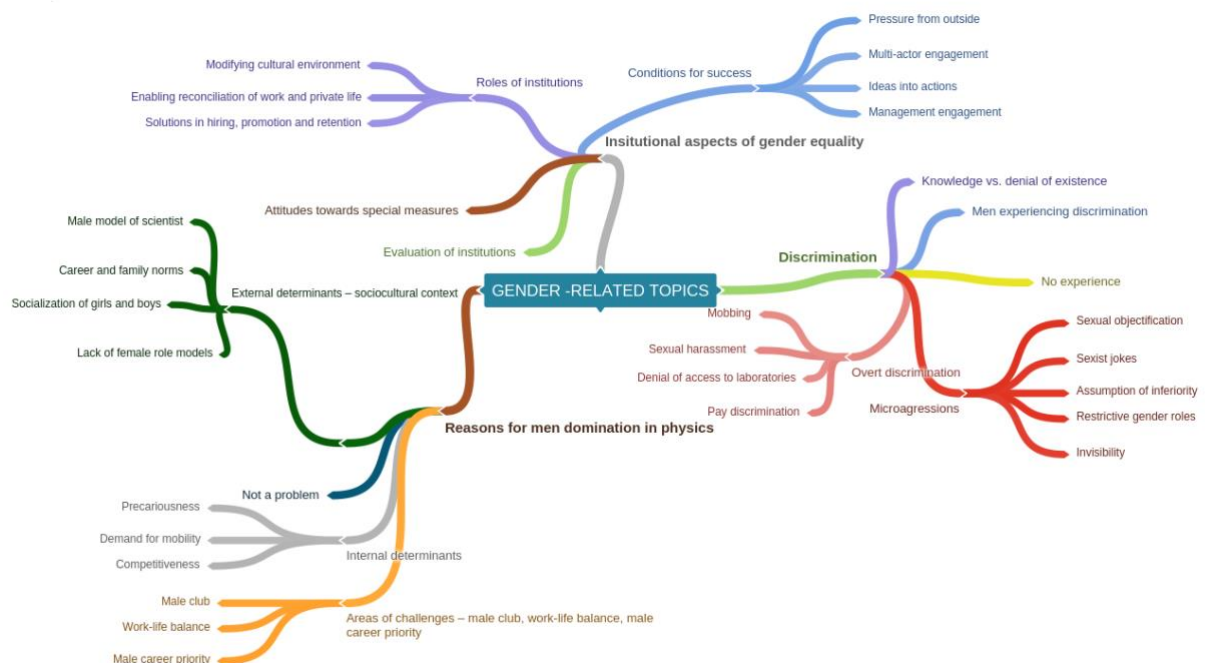 Pressure from outside
Multi-actor engagement
Ideas into actions
Management engagement
Conditions for success
Modifying cultural environment
Enabling reconciliation of work and private life
Solutions in hiring, promotion and retention
Roles of institutions
Insitutional aspects of gender equality
Attitudes towards special measures
Evaluation of institutions
GENDER -RELATED TOPICS
Discrimination
Knowledge vs. denial of existence
Men experiencing discrimination
No experience
Mobbing
Sexual harassment
Denial of access to laboratories
Pay discrimination
Overt discrimination
Microagressions
Sexual objectification
Sexist jokes
Assumption of inferiority
Restrictive gender roles
Invisibility
Male model of scientist
Career and family norms
Socialization of girls and boys
Lack of female role models
External determinants – sociocultural context
Reasons for men domination in physics
Not a problem
Precariousness
Demand for mobility
Competitiveness
Internal determinants
Male club
Work-life balance
Male career priority
Areas of challenges – male club, work-life balance, male
career priority